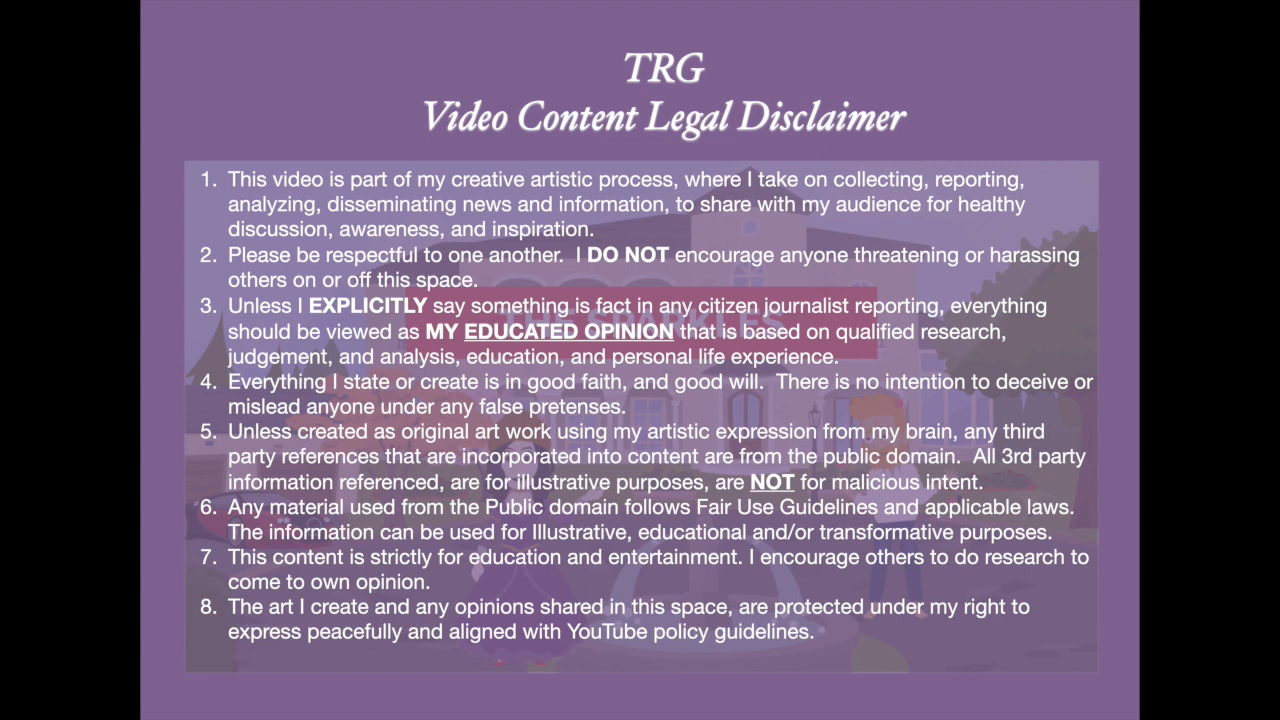 TRG
Video Content Legal Disclaimer
1. This video is part of my creative artistic process, where I take on collecting, reporting,
analyzing, disseminating news and information, to share with my audience for healthy
discussion, awareness, and inspiration.
2. Please be respectful to one another.  I DO NOT encourage anyone threatening or harassing
others on or off this space.
3. Unless I EXPLICITLY say something is fact in any citizen journalist reporting, everything
should be viewed as MY EDUCATED OPINION that is based on qualified research,
judgement, and analysis, education, and personal life experience.
4. Everything I state or create is in good faith, and good will.  There is no intention to deceive or
mislead anyone under any false pretenses.
5. Unless created as original art work using my artistic expression from my brain, any third
party references that are incorporated into content are from the public domain.  All 3rd party
information referenced, are for illustrative purposes, are NOT for malicious intent.
6. Any material used from the Public domain follows Fair Use Guidelines and applicable laws.
The information can be used for Illustrative, educational and/or transformative purposes.
7. This content is strictly for education and entertainment. I encourage others to do research to
come to own opinion.
8. The art I create and any opinions shared in this space, are protected under my right to
express peacefully and aligned with YouTube policy guidelines.